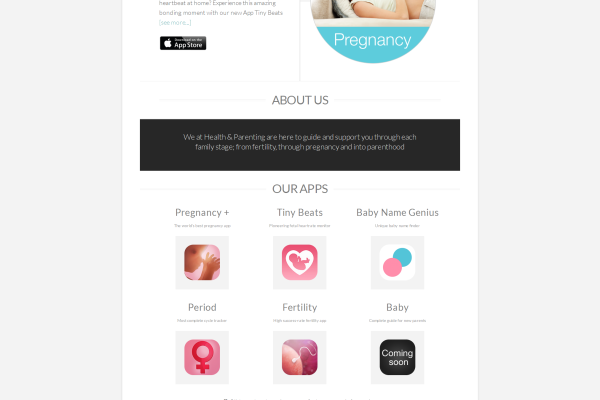 heartbeat at home? Experience this amazing
bonding moment with our new App Tiny Beats
[see more...]
Download on the
App Store
Pregnancy
ABOUT US
We at Health & Parenting are here to guide and support you through each
family stage; from fertility, through pregnancy and into parenthood
OUR APPS
Pregnancy +
Tiny Beats
Baby Name Genius
The world's best pregnancy app
Pioneering fetal heart rate monitor
Unique baby name finder
Period
Fertility
Baby
Most complete cycle tracker
High success rate fertility app
Complete guide for new parents
Coming
soon